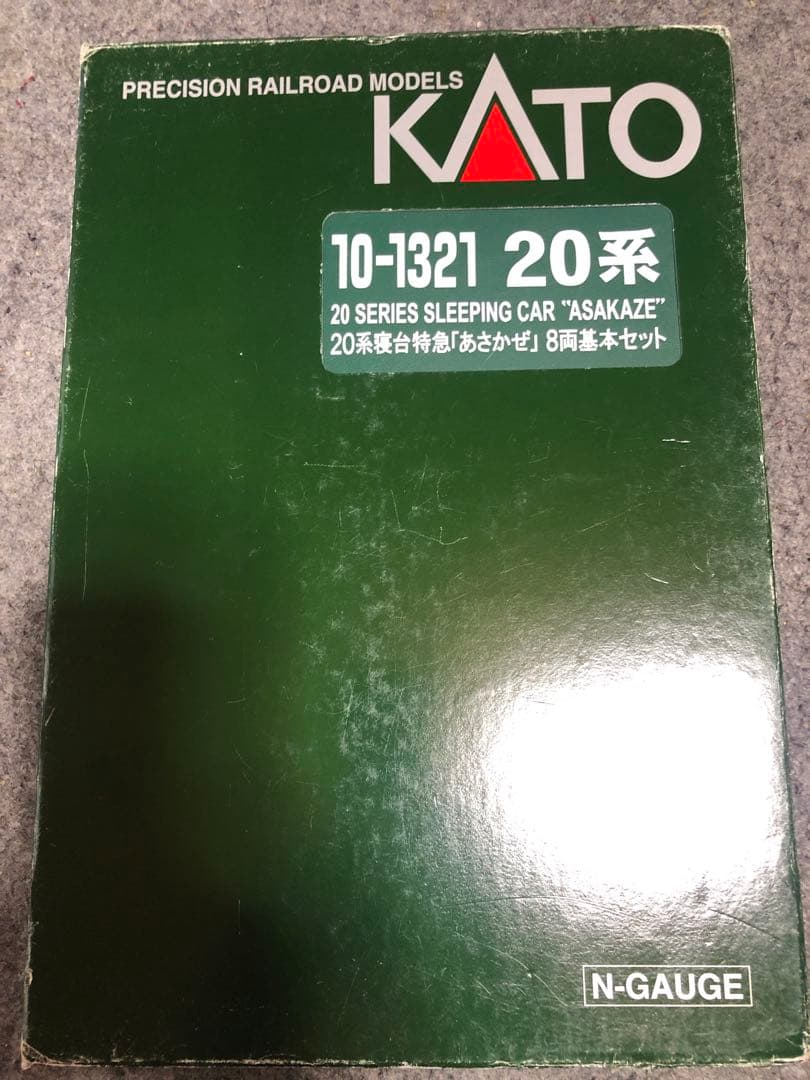 PRECISION RAILROAD MODELS
KATO
10-1321 20系
20 SERIES SLEEPING CAR "ASAKAZE"
20系寝台特急「あさかぜ」8両基本セット
N-GAUGE